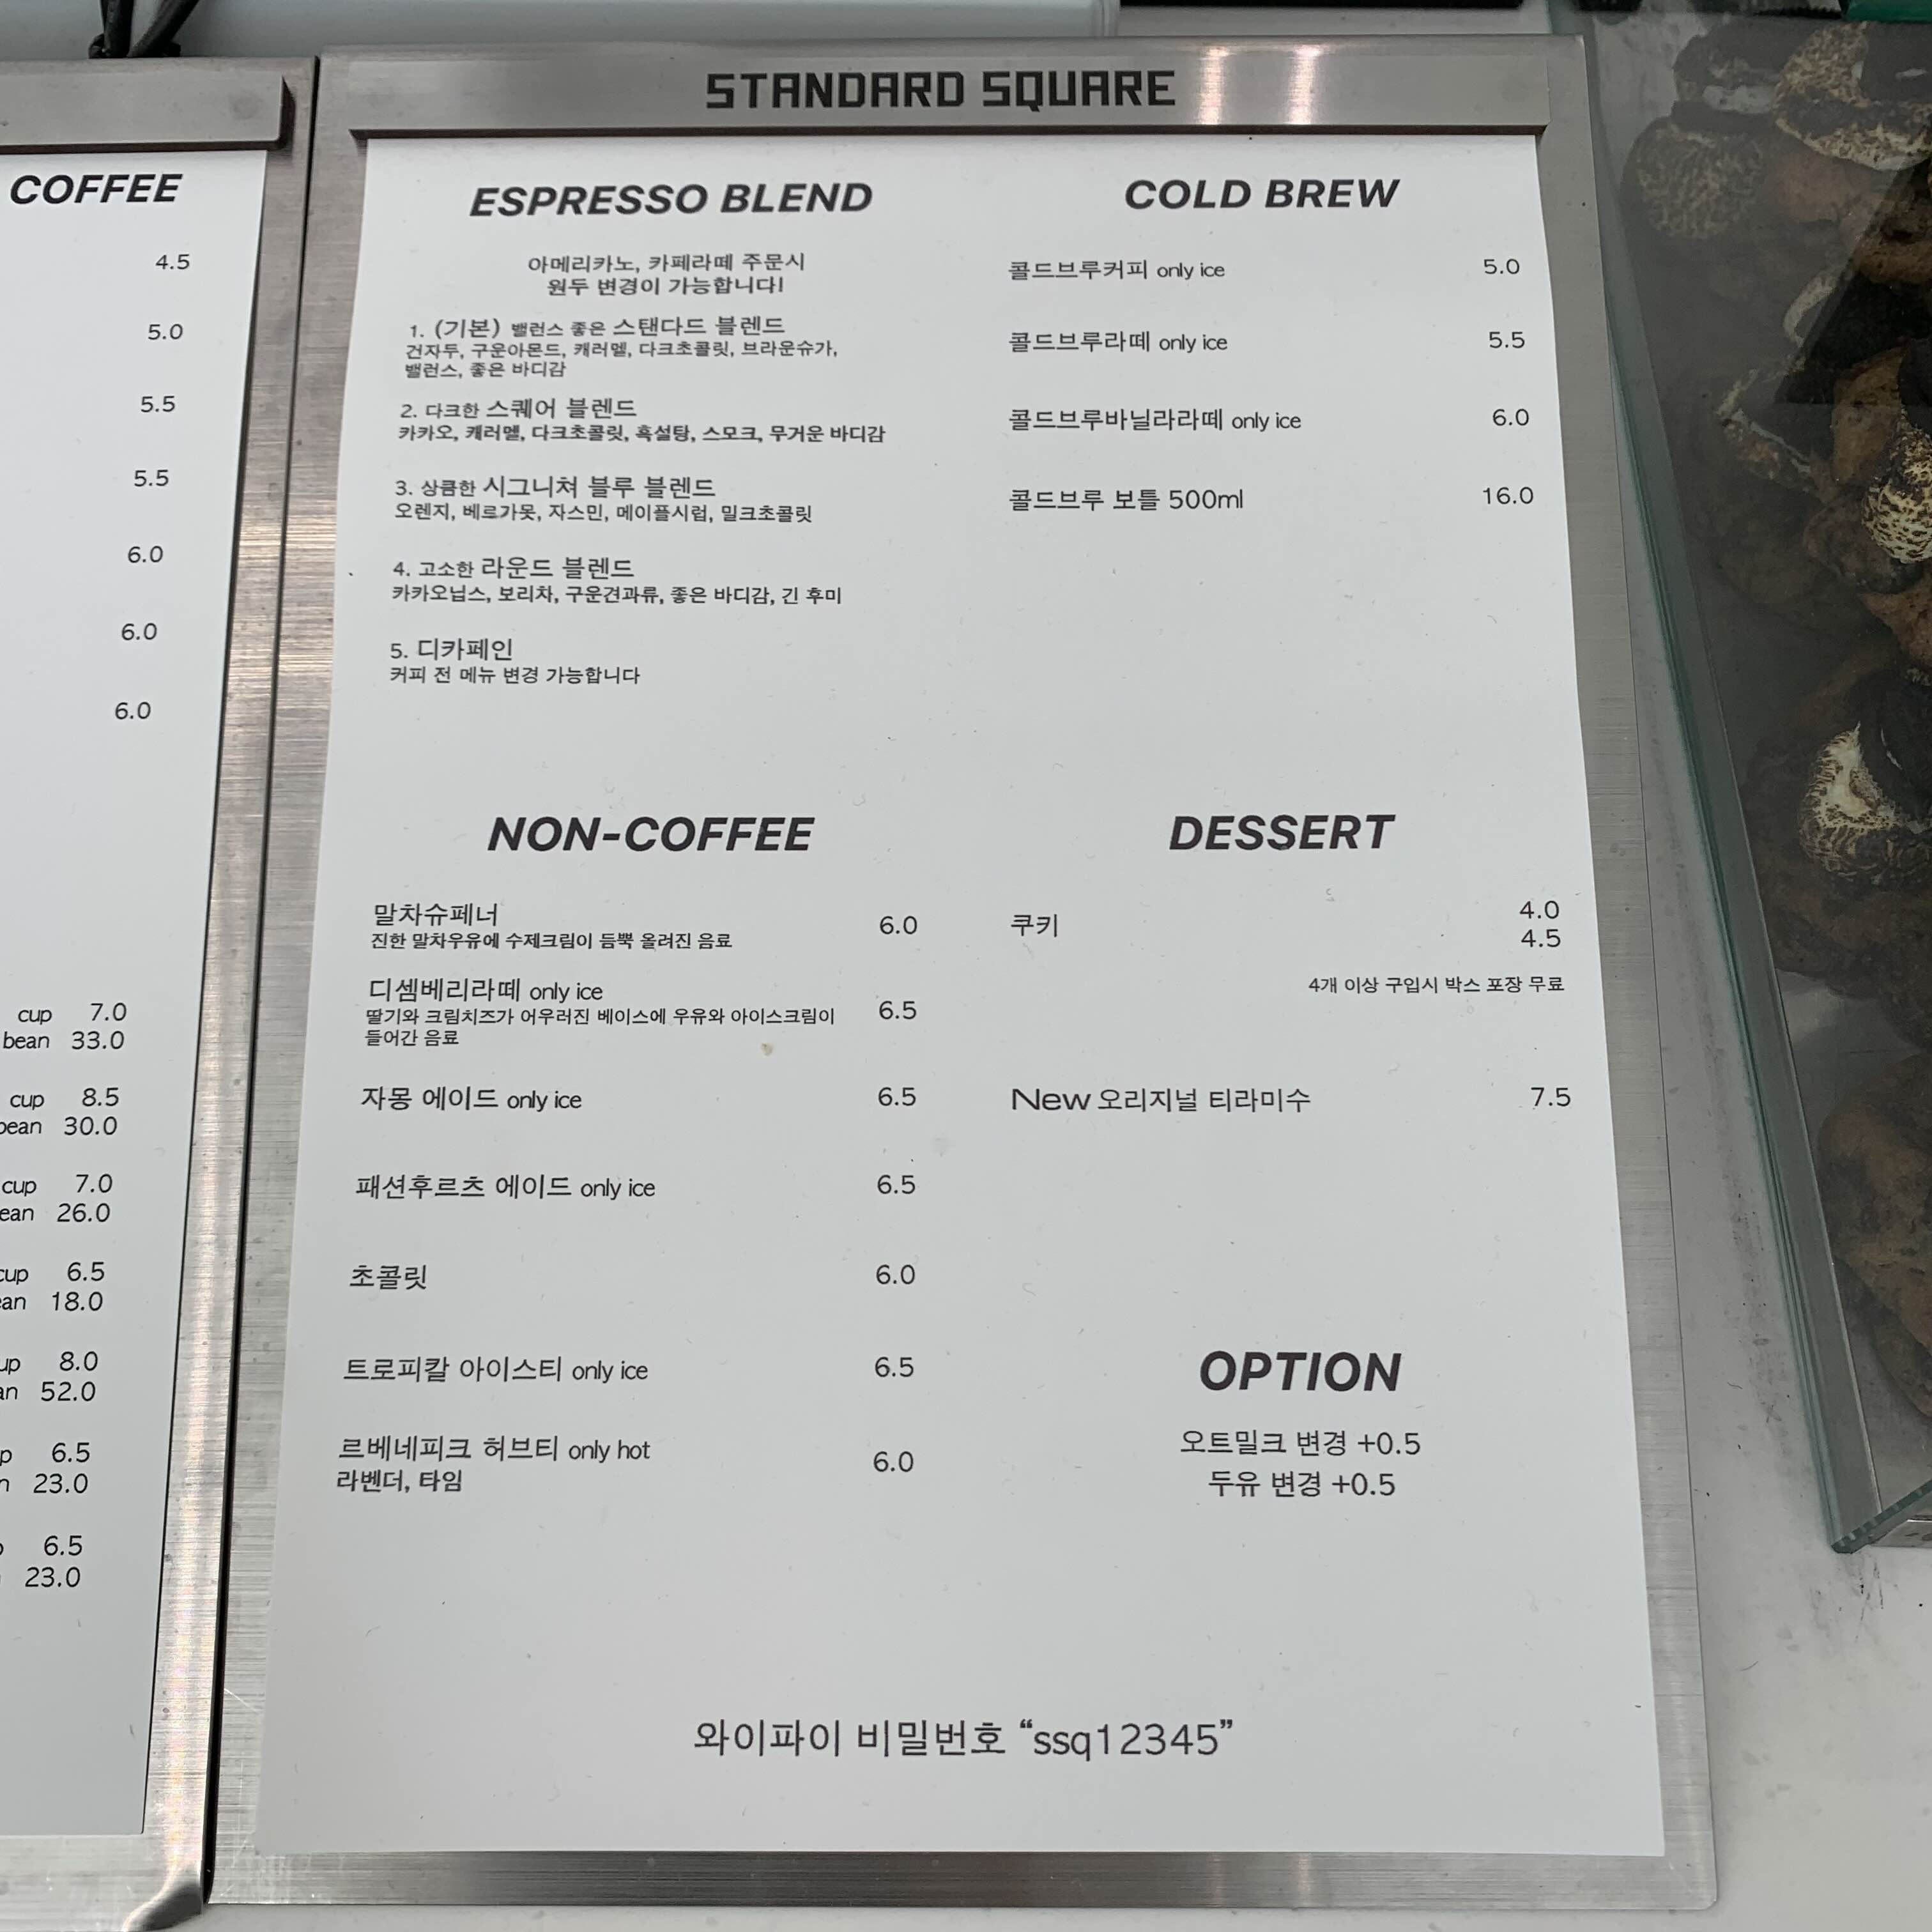 COFFEE
4.5
5.0
5.5
5.5
6.0
6.0
6.0
cup 7.0
bean 33.0
cup 8.5
bean 30.0
cup 7.0
ean 26.0
cup 6.5
ean 18.0
up 8.0
an 52.0
p 6.5
n 23.0
6.5
23.0
STANDARD SQUARE
ESPRESSO BLEND
아메리카노, 카페라떼 주문시
원두 변경이 가능합니다!
1. (기본) 밸런스 좋은 스탠다드 블렌드
건자두, 구운아몬드, 캐러멜, 다크초콜릿, 브라운슈가,
밸런스, 좋은 바디감
2. 다크한 스퀘어 블렌드
카카오, 캐러멜, 다크초콜릿, 흑설탕, 스모크, 무거운 바디감
3. 상큼한 시그니쳐 블루 블렌드
오렌지, 베르가못, 자스민, 메이플시럽, 밀크초콜릿
4. 고소한 라운드 블렌드
카카오닙스, 보리차, 구운견과류, 좋은 바디감, 긴 후미
5. 디카페인
커피 전 메뉴 변경 가능합니다
COLD BREW
콜드브루커피 only ice 5.0
콜드브루라떼 only ice 5.5
콜드브루바닐라라떼 only ice 6.0
콜드브루 보틀 500ml 16.0
NON-COFFEE
말차슈페너 6.0
진한 말차우유에 수제크림이 듬뿍 올려진 음료
디셈베리라떼 only ice 6.5
딸기와 크림치즈가 어우러진 베이스에 우유와 아이스크림이
들어간 음료
자몽 에이드 only ice 6.5
패션후르츠 에이드 only ice 6.5
초콜릿 6.0
트로피칼 아이스티 only ice 6.5
르베네피크 허브티 only hot 6.0
라벤더, 타임
DESSERT
쿠키 4.0
4.5
4개 이상 구입시 박스 포장 무료
New 오리지널 티라미수 7.5
OPTION
오트밀크 변경 +0.5
두유 변경 +0.5
와이파이 비밀번호 “ssq12345”